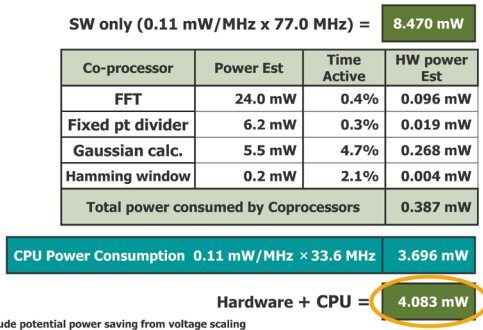 SW only (0.11 mW/MHz x 77.0 MHz) = 8.470 mW
Co-processor Power Est Time Active HW power Est
FFT 24.0 mW 0.4% 0.096 mW
Fixed pt divider 6.2 mW 0.3% 0.019 mW
Gaussian calc. 5.5 mW 4.7% 0.268 mW
Hamming window 0.2 mW 2.1% 0.004 mW
Total power consumed by Coprocessors 0.387 mW
CPU Power Consumption 0.11 mW/MHz × 33.6 MHz 3.696 mW
Hardware + CPU = 4.083 mW
ude potential power saving from voltage scaling